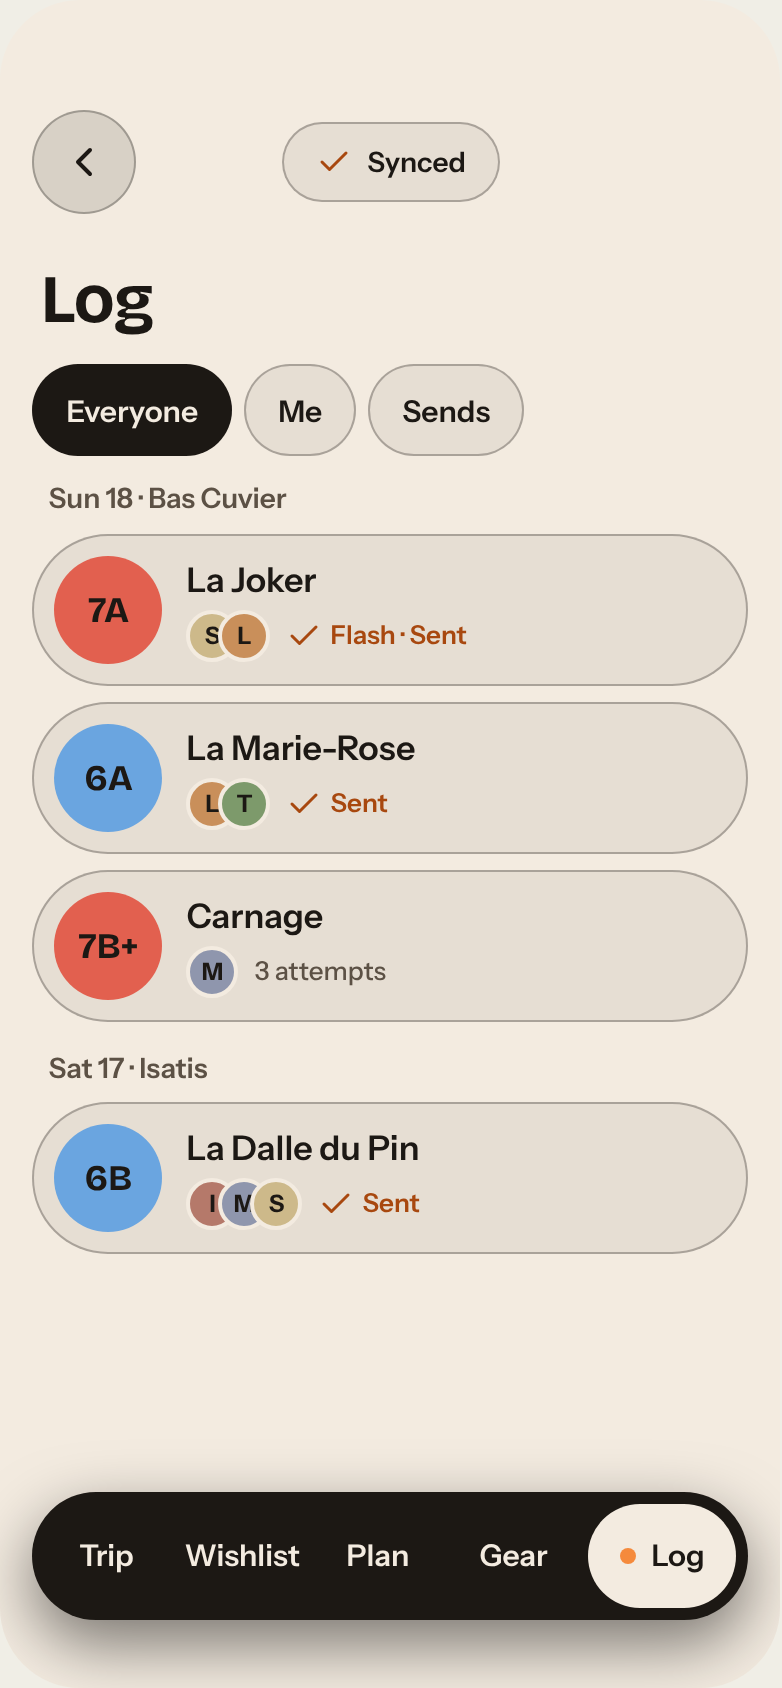 Synced
Log
Everyone
Me
Sends
Sun 18 · Bas Cuvier
7A
La Joker
S L
Flash · Sent
6A
La Marie-Rose
L T
Sent
7B+
Carnage
M
3 attempts
Sat 17 · Isatis
6B
La Dalle du Pin
I M S
Sent
Trip
Wishlist
Plan
Gear
Log